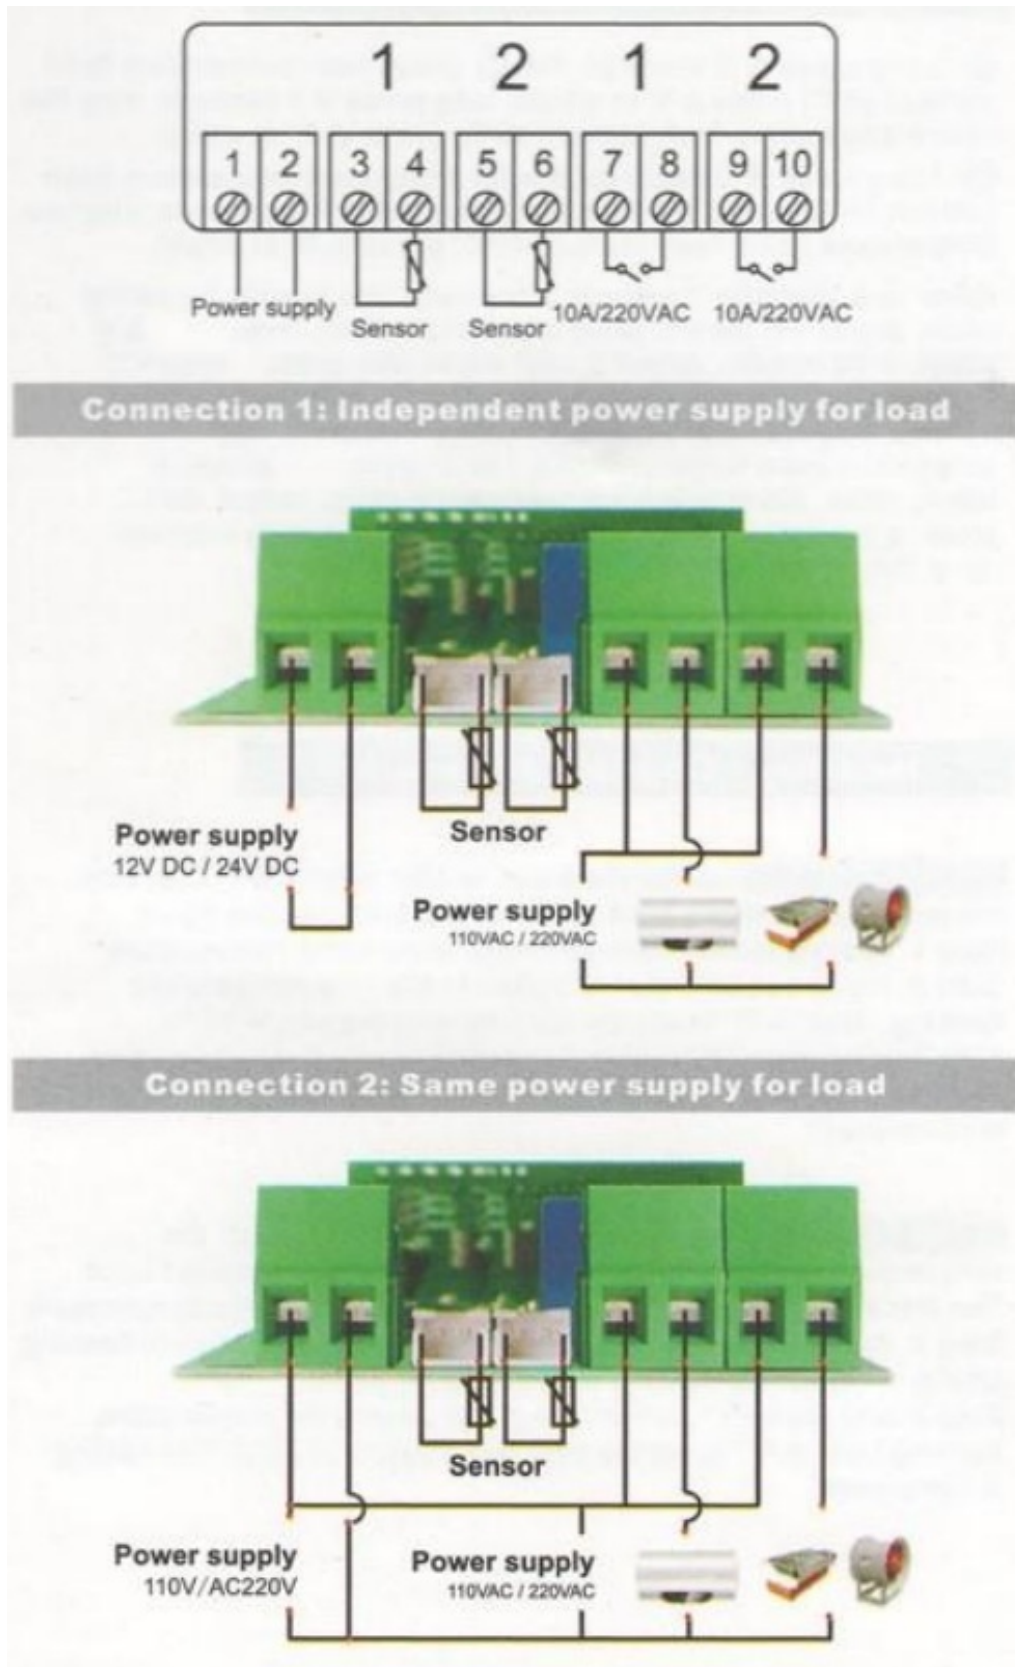 1 2 1 2
1 2 3 4 5 6 7 8 9 10
Power supply
Sensor
Sensor
10A/220VAC
10A/220VAC
Connection 1: Independent power supply for load
Power supply
12V DC / 24V DC
Sensor
Power supply
110VAC / 220VAC
Connection 2: Same power supply for load
Sensor
Power supply
110V/AC220V
Power supply
110VAC / 220VAC